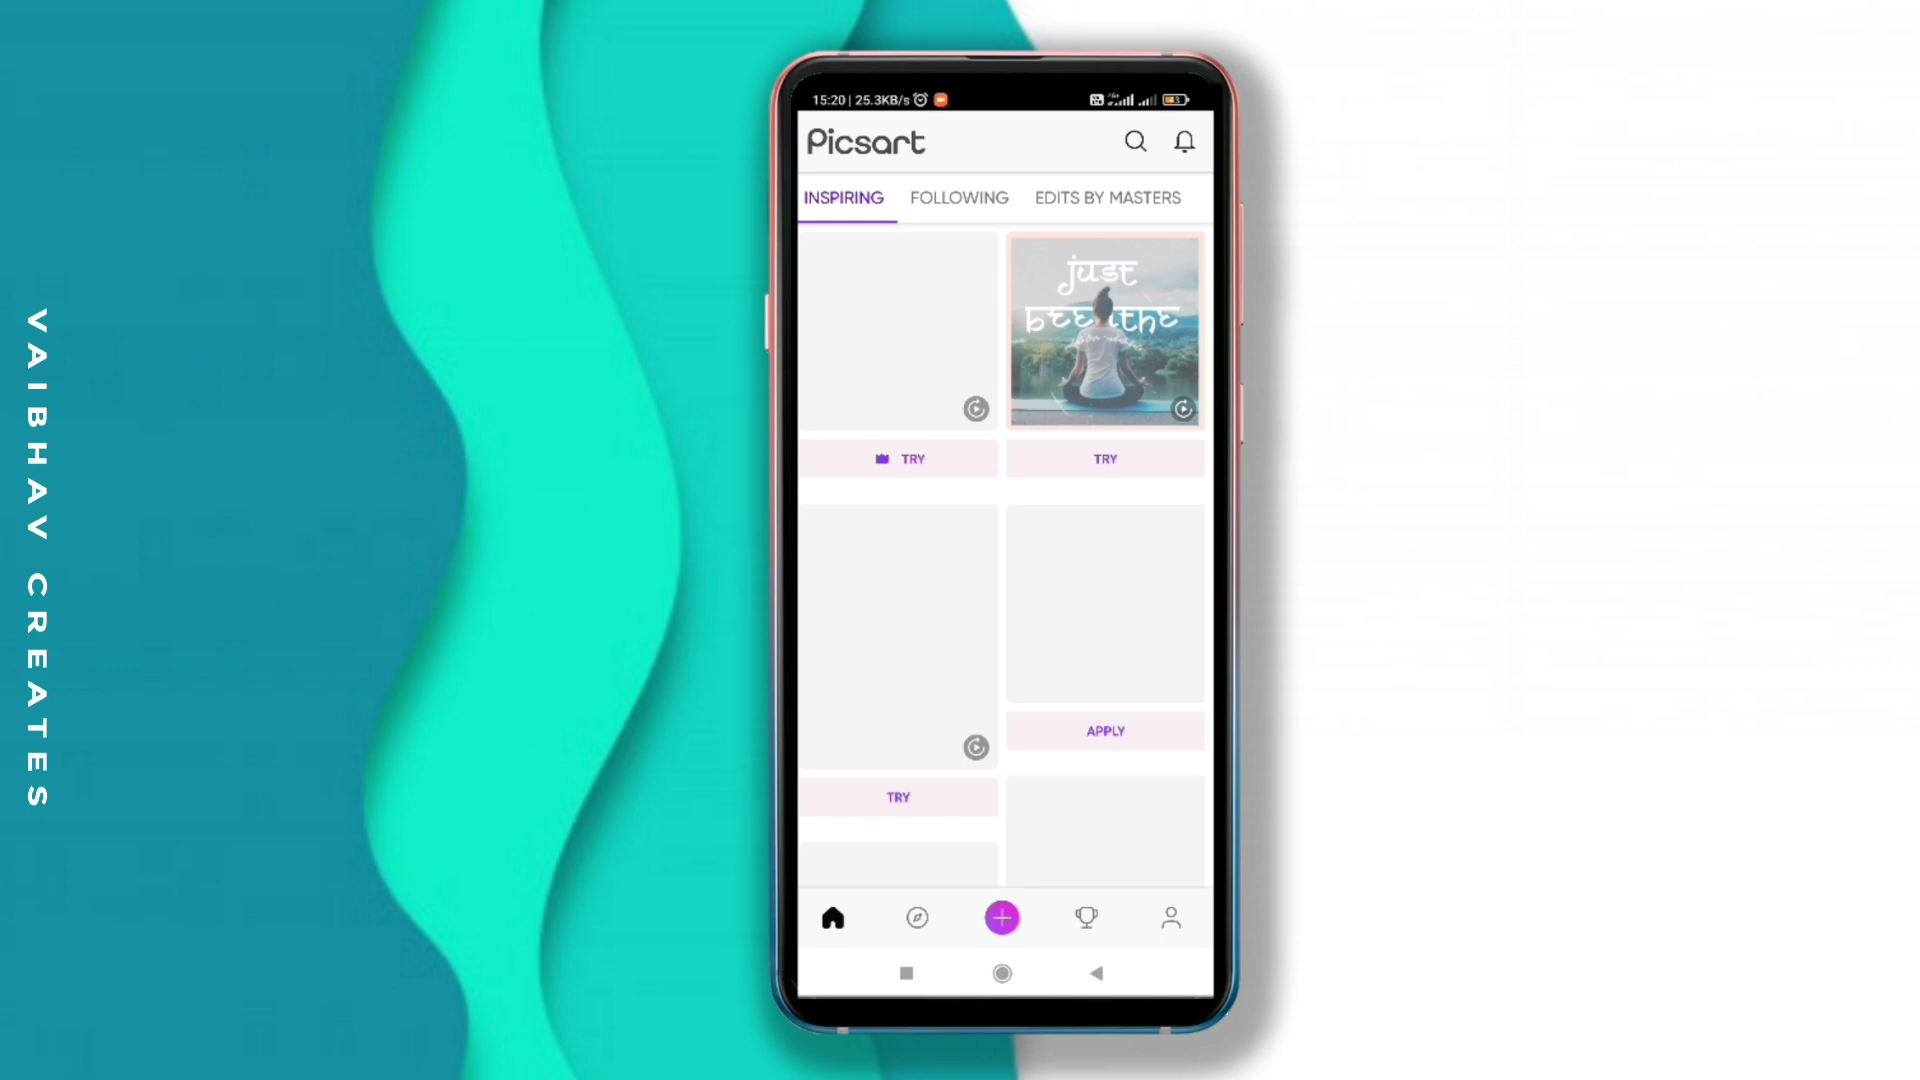 VAIBHAV CREATES
15:20 | 25.3KB/s
Picsart
INSPIRING FOLLOWING EDITS BY MASTERS
just
breathe
TRY TRY
APPLY
TRY